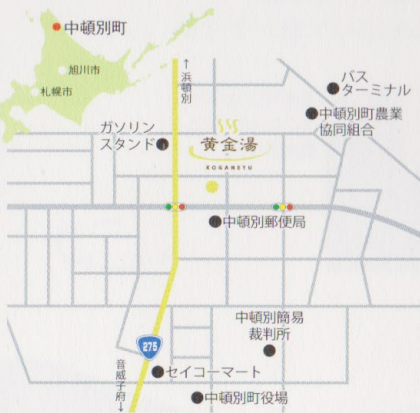 中頓別町
旭川市
札幌市
↑浜頓別
バス
ターミナル
中頓別町農業
協同組合
ガソリン
スタンド
黄金湯
KOGANEYU
中頓別郵便局
中頓別簡易
裁判所
275
音威子府↓
セイコーマート
中頓別町役場